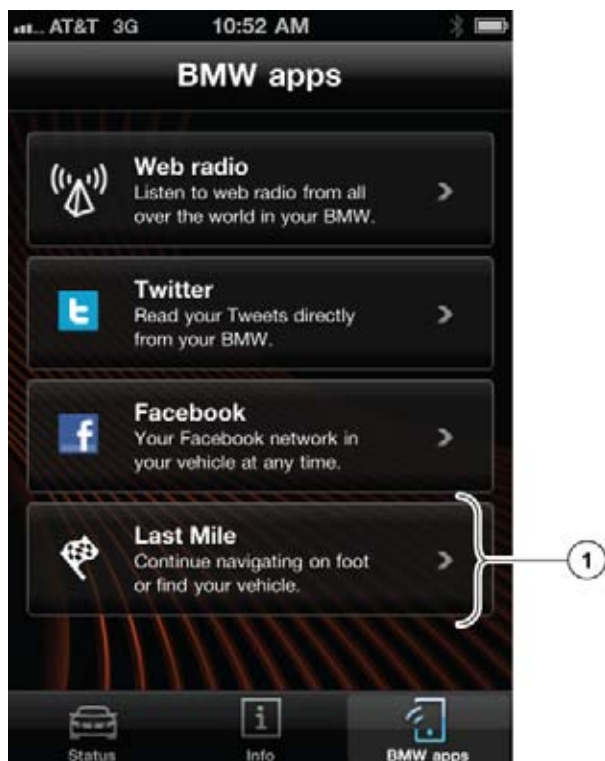 AT&T 3G 10:52 AM
BMW apps
Web radio
Listen to web radio from all
over the world in your BMW.
Twitter
Read your Tweets directly
from your BMW.
Facebook
Your Facebook network in
your vehicle at any time.
Last Mile
Continue navigating on foot
or find your vehicle.
1
Status Info BMW apps